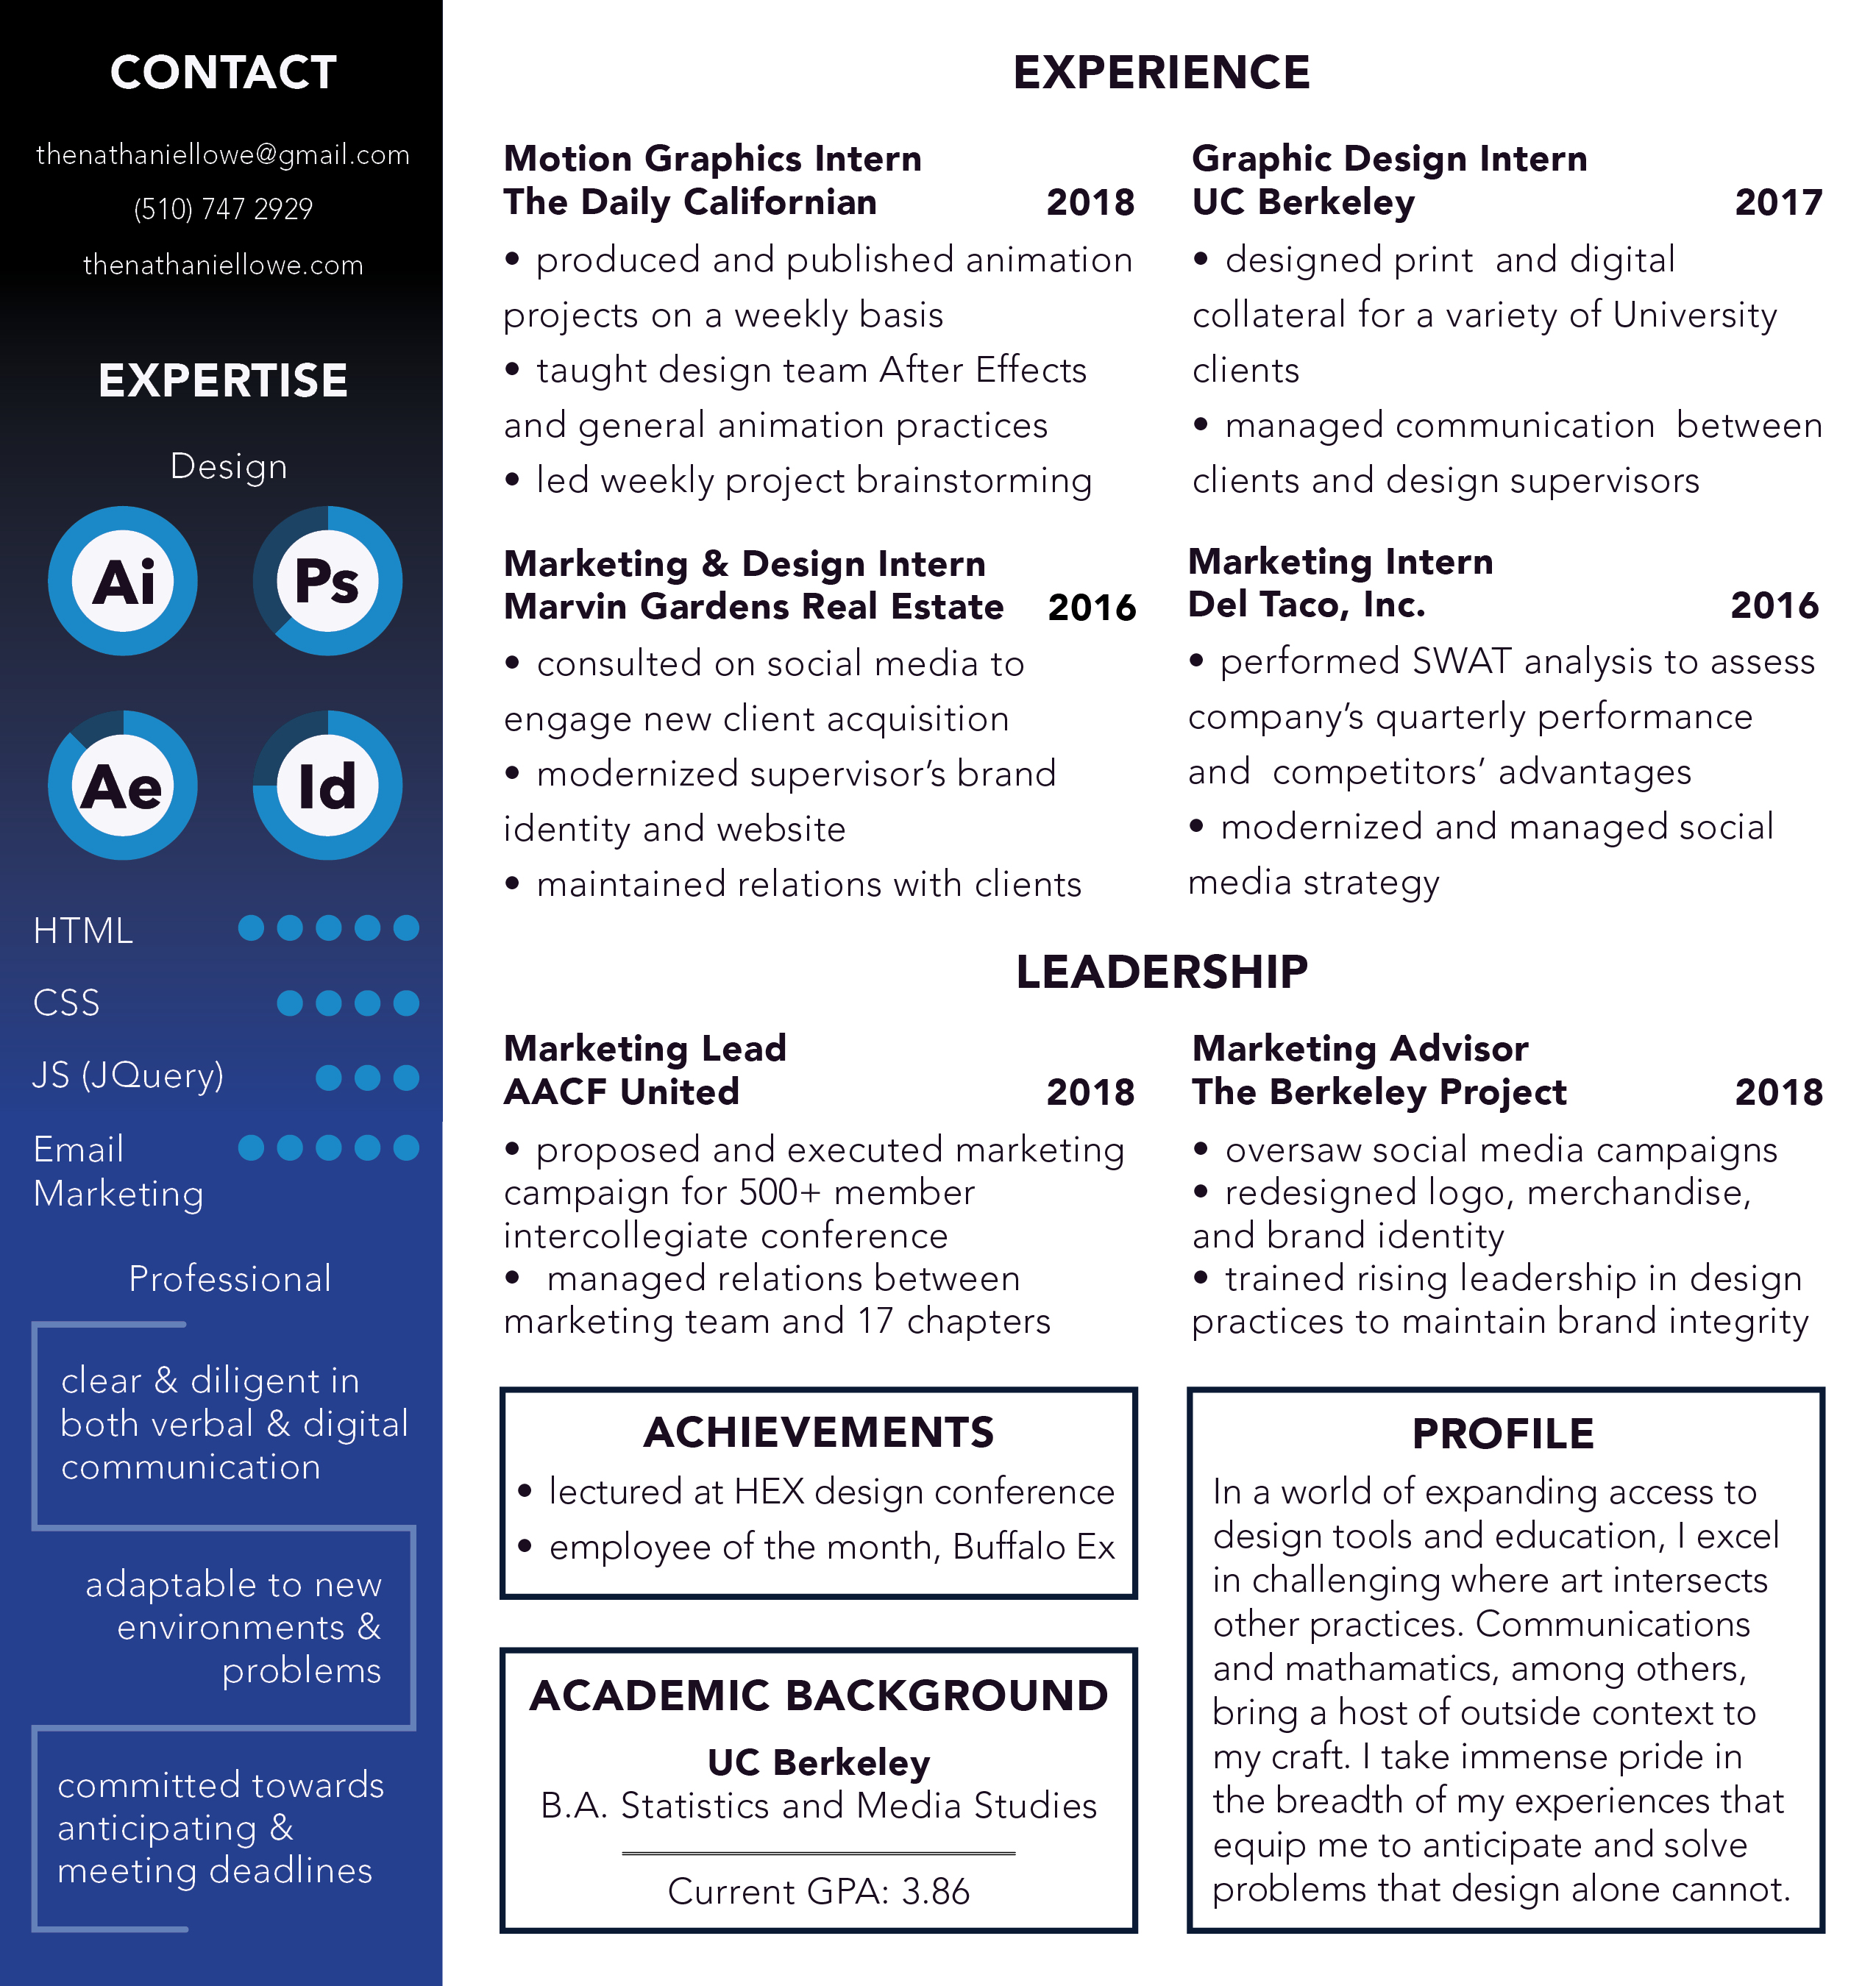 CONTACT
thenathaniellowe@gmail.com
(510) 747 2929
thenathaniellowe.com
EXPERTISE
Design
Ai
Ps
Ae
Id
HTML
CSS
JS (JQuery)
Email
Marketing
Professional
clear & diligent in
both verbal & digital
communication
adaptable to new
environments &
problems
committed towards
anticipating &
meeting deadlines
EXPERIENCE
Motion Graphics Intern
The Daily Californian 2018
• produced and published animation
projects on a weekly basis
• taught design team After Effects
and general animation practices
• led weekly project brainstorming
Graphic Design Intern
UC Berkeley 2017
• designed print and digital
collateral for a variety of University
clients
• managed communication between
clients and design supervisors
Marketing & Design Intern
Marvin Gardens Real Estate 2016
• consulted on social media to
engage new client acquisition
• modernized supervisor’s brand
identity and website
• maintained relations with clients
Marketing Intern
Del Taco, Inc. 2016
• performed SWAT analysis to assess
company’s quarterly performance
and competitors’ advantages
• modernized and managed social
media strategy
LEADERSHIP
Marketing Lead
AACF United 2018
• proposed and executed marketing
campaign for 500+ member
intercollegiate conference
• managed relations between
marketing team and 17 chapters
Marketing Advisor
The Berkeley Project 2018
• oversaw social media campaigns
• redesigned logo, merchandise,
and brand identity
• trained rising leadership in design
practices to maintain brand integrity
ACHIEVEMENTS
• lectured at HEX design conference
• employee of the month, Buffalo Ex
ACADEMIC BACKGROUND
UC Berkeley
B.A. Statistics and Media Studies
Current GPA: 3.86
PROFILE
In a world of expanding access to
design tools and education, I excel
in challenging where art intersects
other practices. Communications
and mathamatics, among others,
bring a host of outside context to
my craft. I take immense pride in
the breadth of my experiences that
equip me to anticipate and solve
problems that design alone cannot.